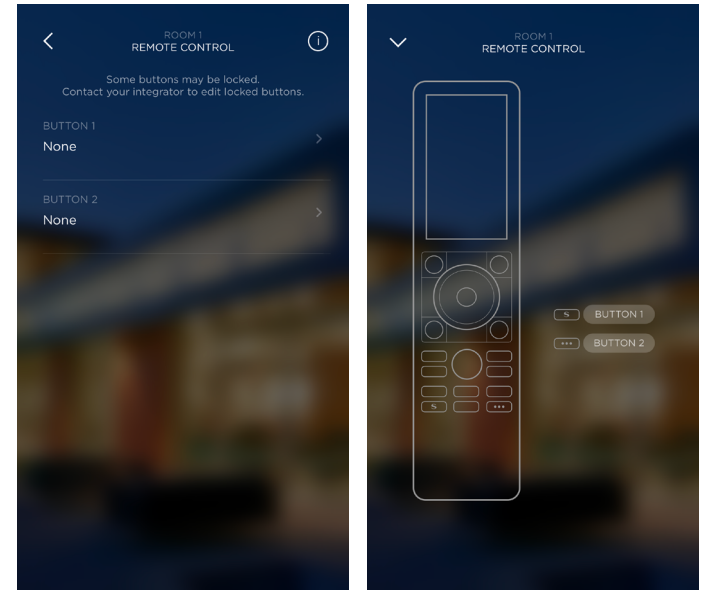 ROOM 1
REMOTE CONTROL
Some buttons may be locked.
Contact your integrator to edit locked buttons.
BUTTON 1
None
BUTTON 2
None
ROOM 1
REMOTE CONTROL
S BUTTON 1
••• BUTTON 2
S •••